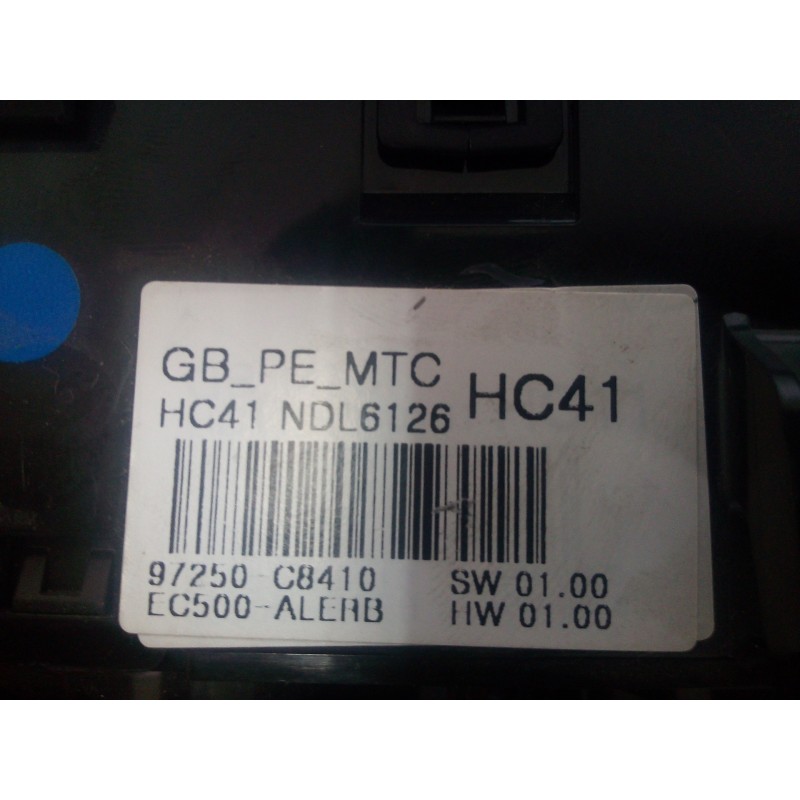 GB_PE_MTC HC41
HC41 NDL6126
97250-C8410 SW 01.00
EC500-ALERB HW 01.00